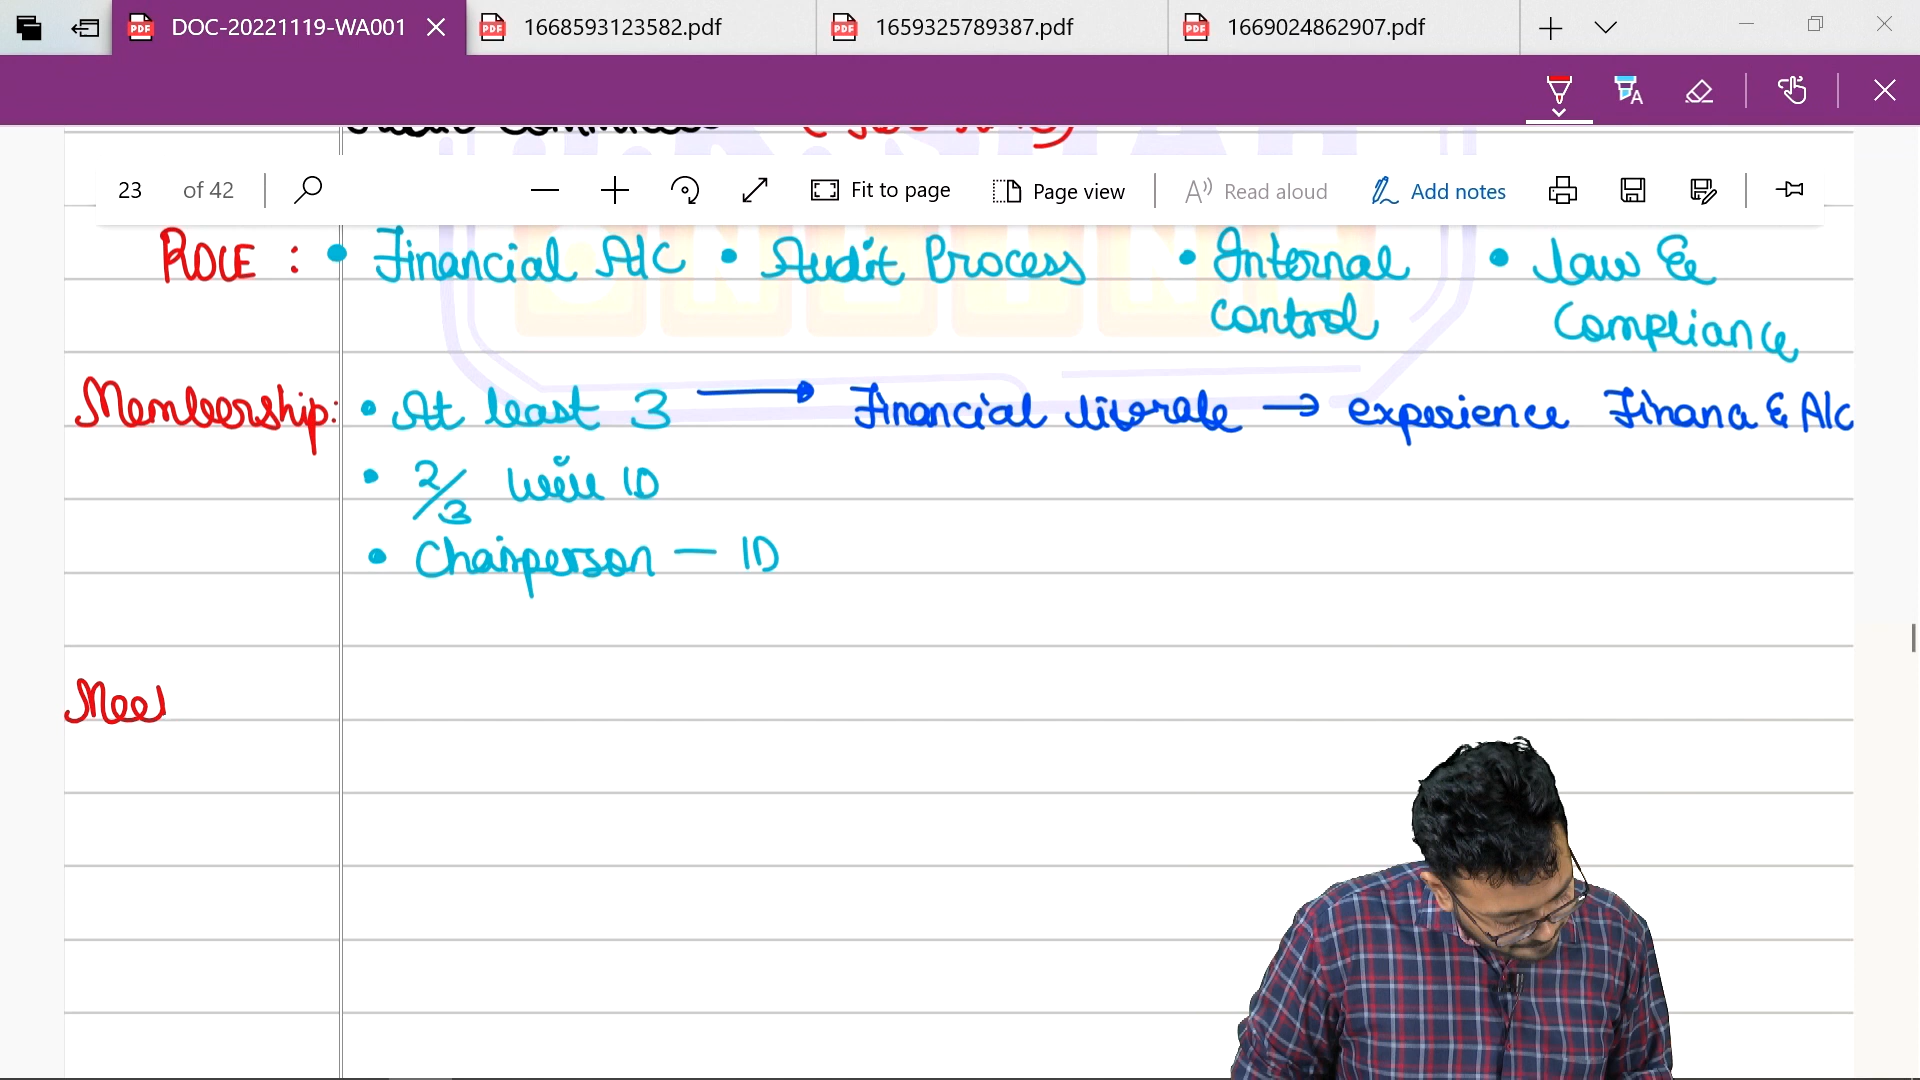 DOC-20221119-WA001
1668593123582.pdf
1659325789387.pdf
1669024862907.pdf
23 of 42
Fit to page
Page view
Read aloud
Add notes
ROLE : • Financial A/C • Audit Process • Internal control • Law & Compliance
Membership: • At least 3 → Financial literate → experience Finance & A/C
• 2/3 will ID
• Chairperson — ID
Meet